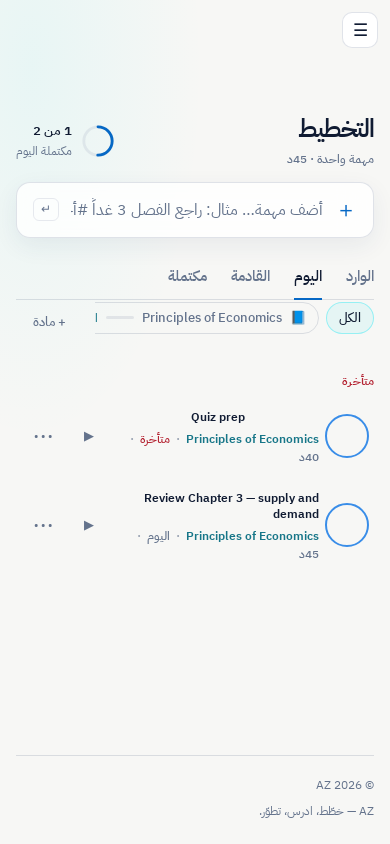 ☰
التخطيط
مهمة واحدة · 45د
1 من 2
مكتملة اليوم
+ أضف مهمة... مثال: راجع الفصل 3 غداً #أ.
↵
الوارد
اليوم
القادمة
مكتملة
الكل
Principles of Economics
+ مادة
متأخرة
Quiz prep
Principles of Economics · متأخرة ·
40د
Review Chapter 3 — supply and
demand
Principles of Economics · اليوم ·
45د
© 2026 AZ
AZ — خطّط، ادرس، تطوّر.